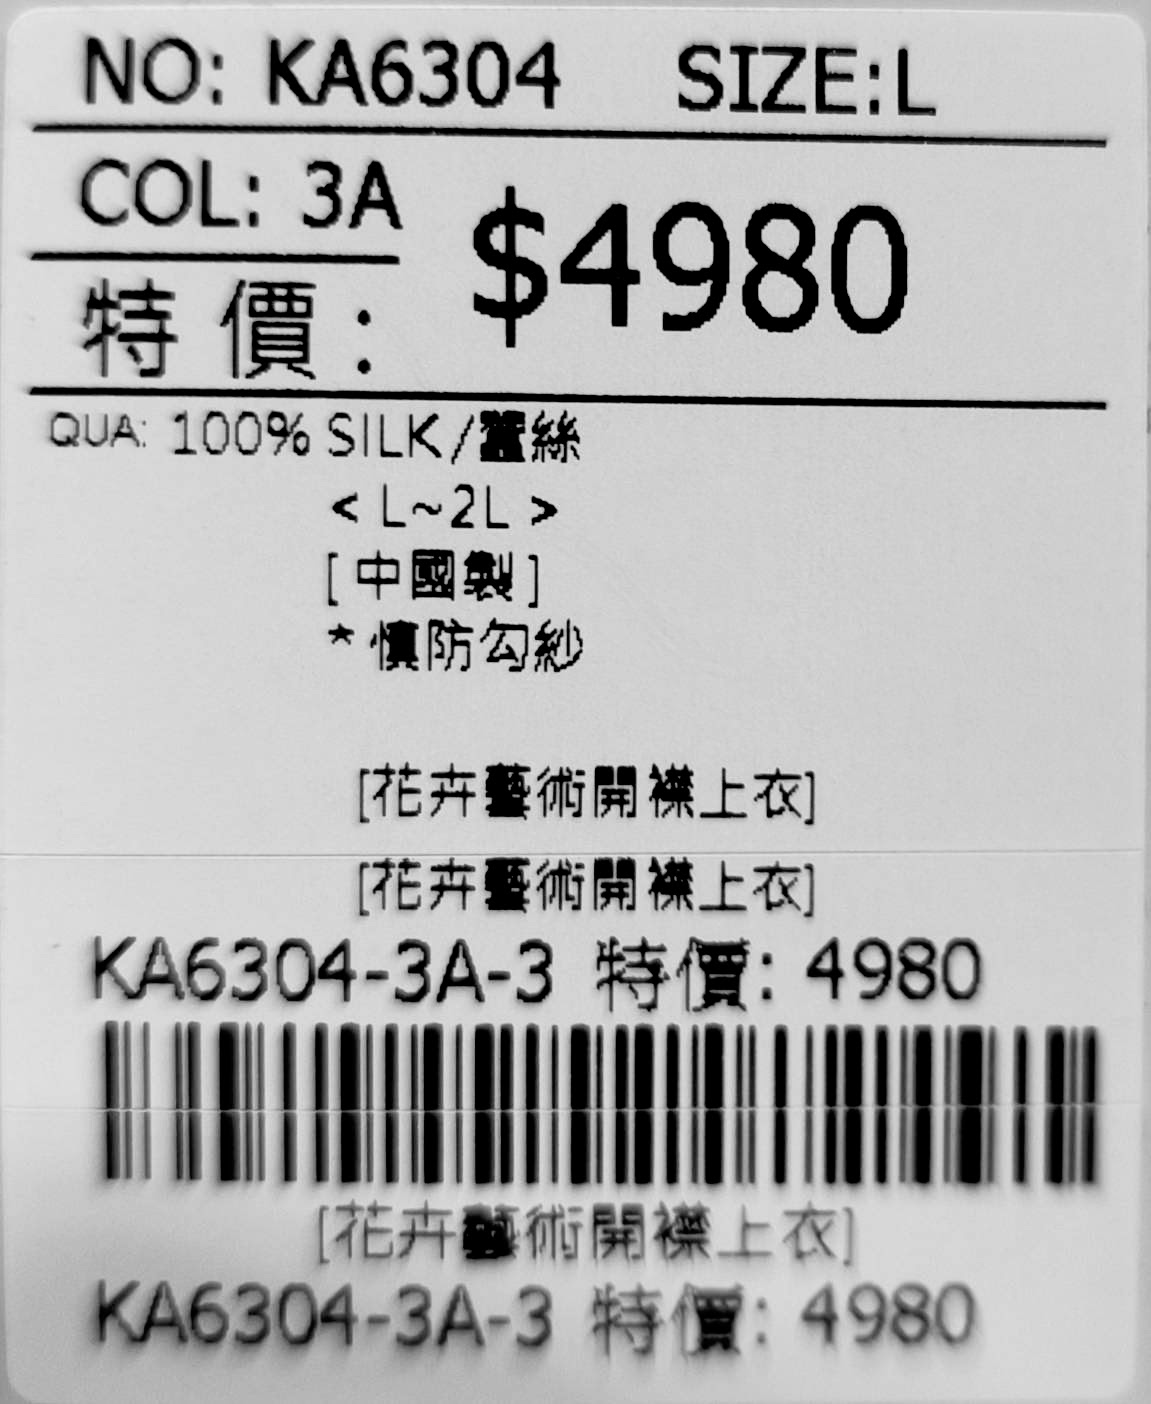 NO: KA6304 SIZE:L
COL: 3A
特 價 : $4980
QUA: 100% SILK/蠶絲
< L~2L >
[ 中國製 ]
* 慎防勾紗
[花卉藝術開襟上衣]
[花卉藝術開襟上衣]
KA6304-3A-3 特價: 4980
[花卉藝術開襟上衣]
KA6304-3A-3 特價: 4980